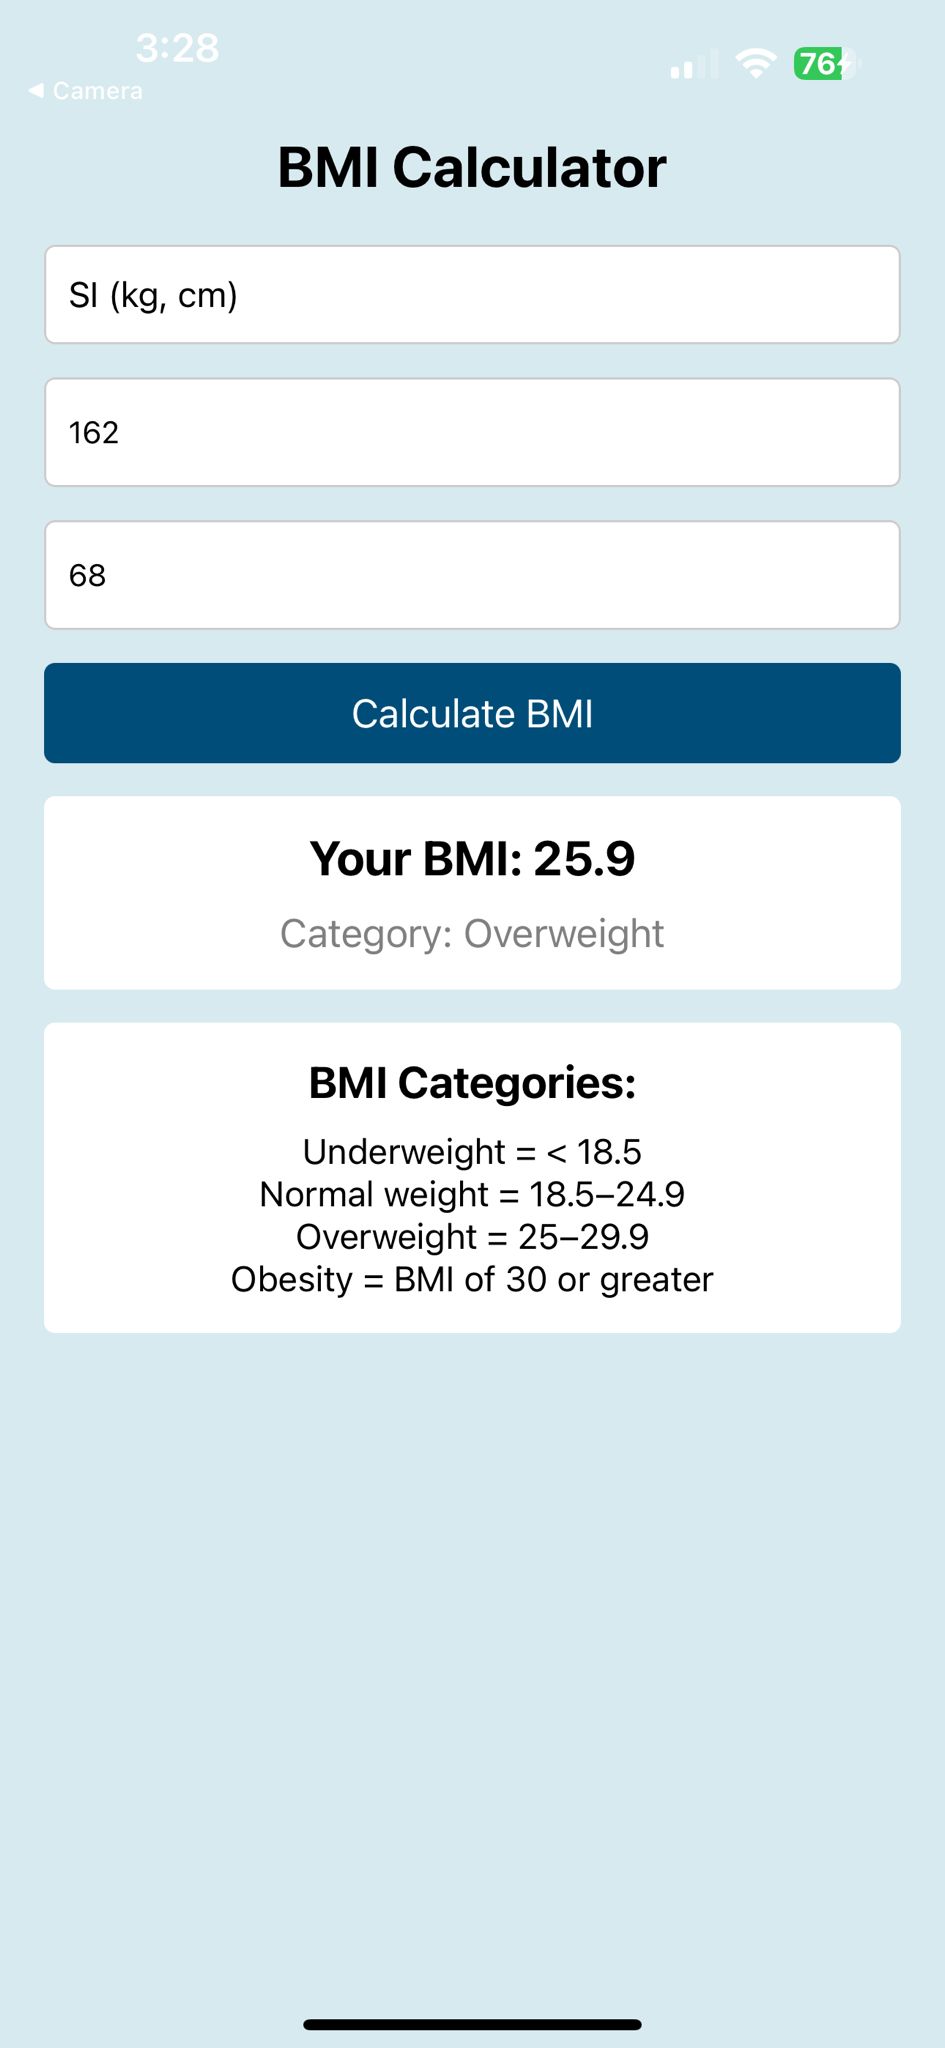 3:28
76
◀ Camera
BMI Calculator
SI (kg, cm)
162
68
Calculate BMI
Your BMI: 25.9
Category: Overweight
BMI Categories:
Underweight = < 18.5
Normal weight = 18.5–24.9
Overweight = 25–29.9
Obesity = BMI of 30 or greater